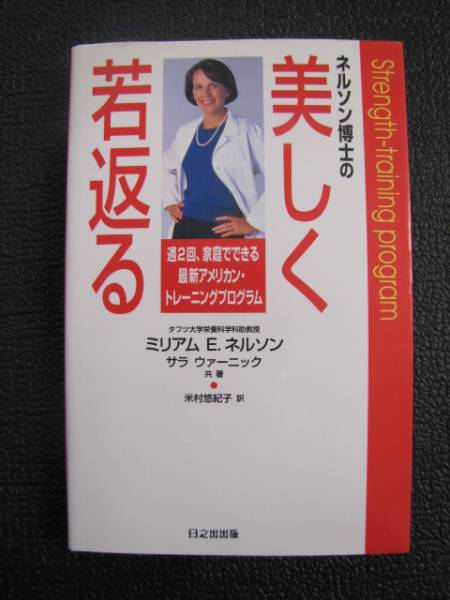 Strength-training program
ネルソン博士の
美しく
若返る
週2回、家庭でできる
最新アメリカン・
トレーニングプログラム
タフツ大学栄養科学科助教授
ミリアム E. ネルソン
サラ ウァーニック
共著
米村悠紀子 訳
日之出出版